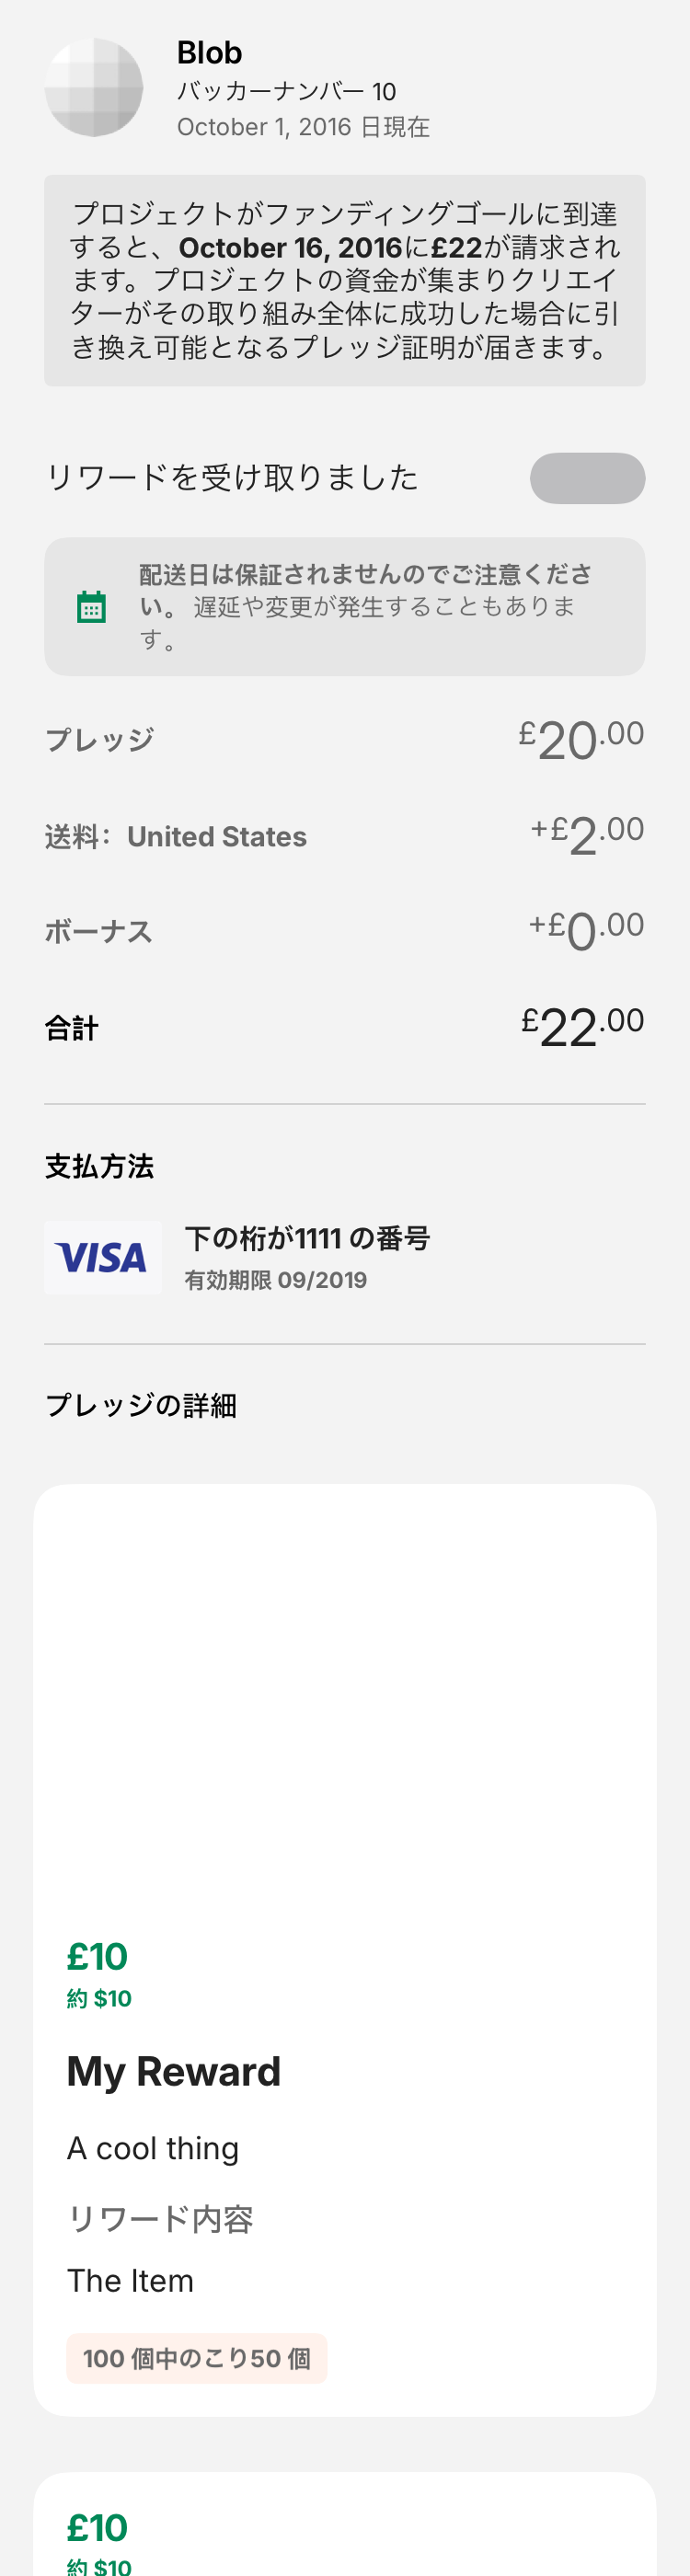 Blob
バッカーナンバー 10
October 1, 2016 日現在
プロジェクトがファンディングゴールに到達
すると、October 16, 2016に£22が請求され
ます。プロジェクトの資金が集まりクリエイ
ターがその取り組み全体に成功した場合に引
き換え可能となるプレッジ証明が届きます。
リワードを受け取りました
配送日は保証されませんのでご注意くださ
い。 遅延や変更が発生することもありま
す。
プレッジ £20.00
送料：United States +£2.00
ボーナス +£0.00
合計 £22.00
支払方法
VISA
下の桁が1111 の番号
有効期限 09/2019
プレッジの詳細
£10
約 $10
My Reward
A cool thing
リワード内容
The Item
100 個中のこり50 個
£10
約 $10